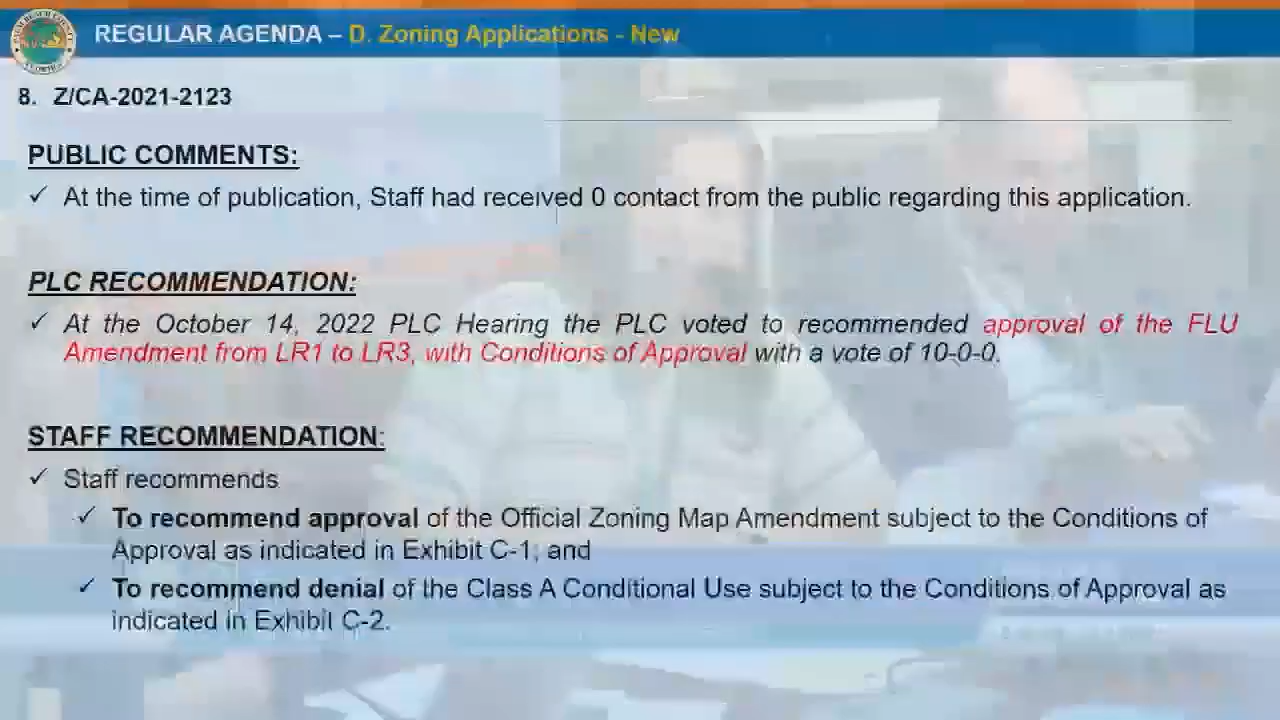 REGULAR AGENDA – D. Zoning Applications - New
8. Z/CA-2021-2123
PUBLIC COMMENTS:
✓ At the time of publication, Staff had received 0 contact from the public regarding this application.
PLC RECOMMENDATION:
✓ At the October 14, 2022 PLC Hearing the PLC voted to recommended approval of the FLU
Amendment from LR1 to LR3, with Conditions of Approval with a vote of 10-0-0.
STAFF RECOMMENDATION:
✓ Staff recommends
✓ To recommend approval of the Official Zoning Map Amendment subject to the Conditions of
Approval as indicated in Exhibit C-1; and
✓ To recommend denial of the Class A Conditional Use subject to the Conditions of Approval as
indicated in Exhibit C-2.